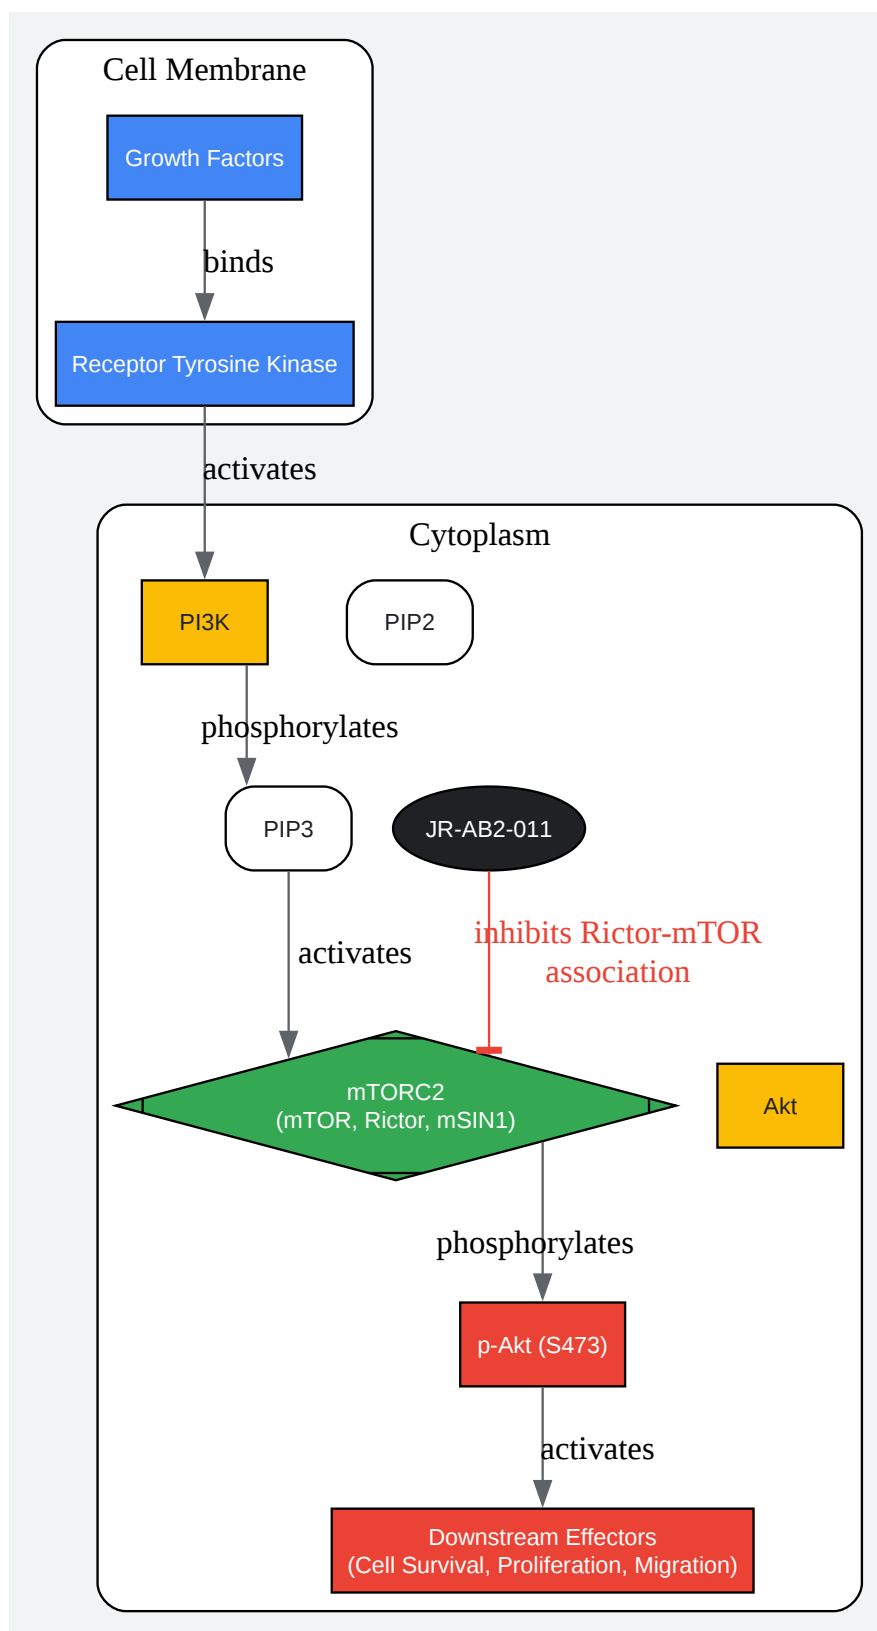 Cell Membrane
Growth Factors
binds
Receptor Tyrosine Kinase
activates
Cytoplasm
PI3K
PIP2
phosphorylates
PIP3
JR-AB2-011
activates
inhibits Rictor-mTOR
association
mTORC2
(mTOR, Rictor, mSIN1)
Akt
phosphorylates
p-Akt (S473)
activates
Downstream Effectors
(Cell Survival, Proliferation, Migration)